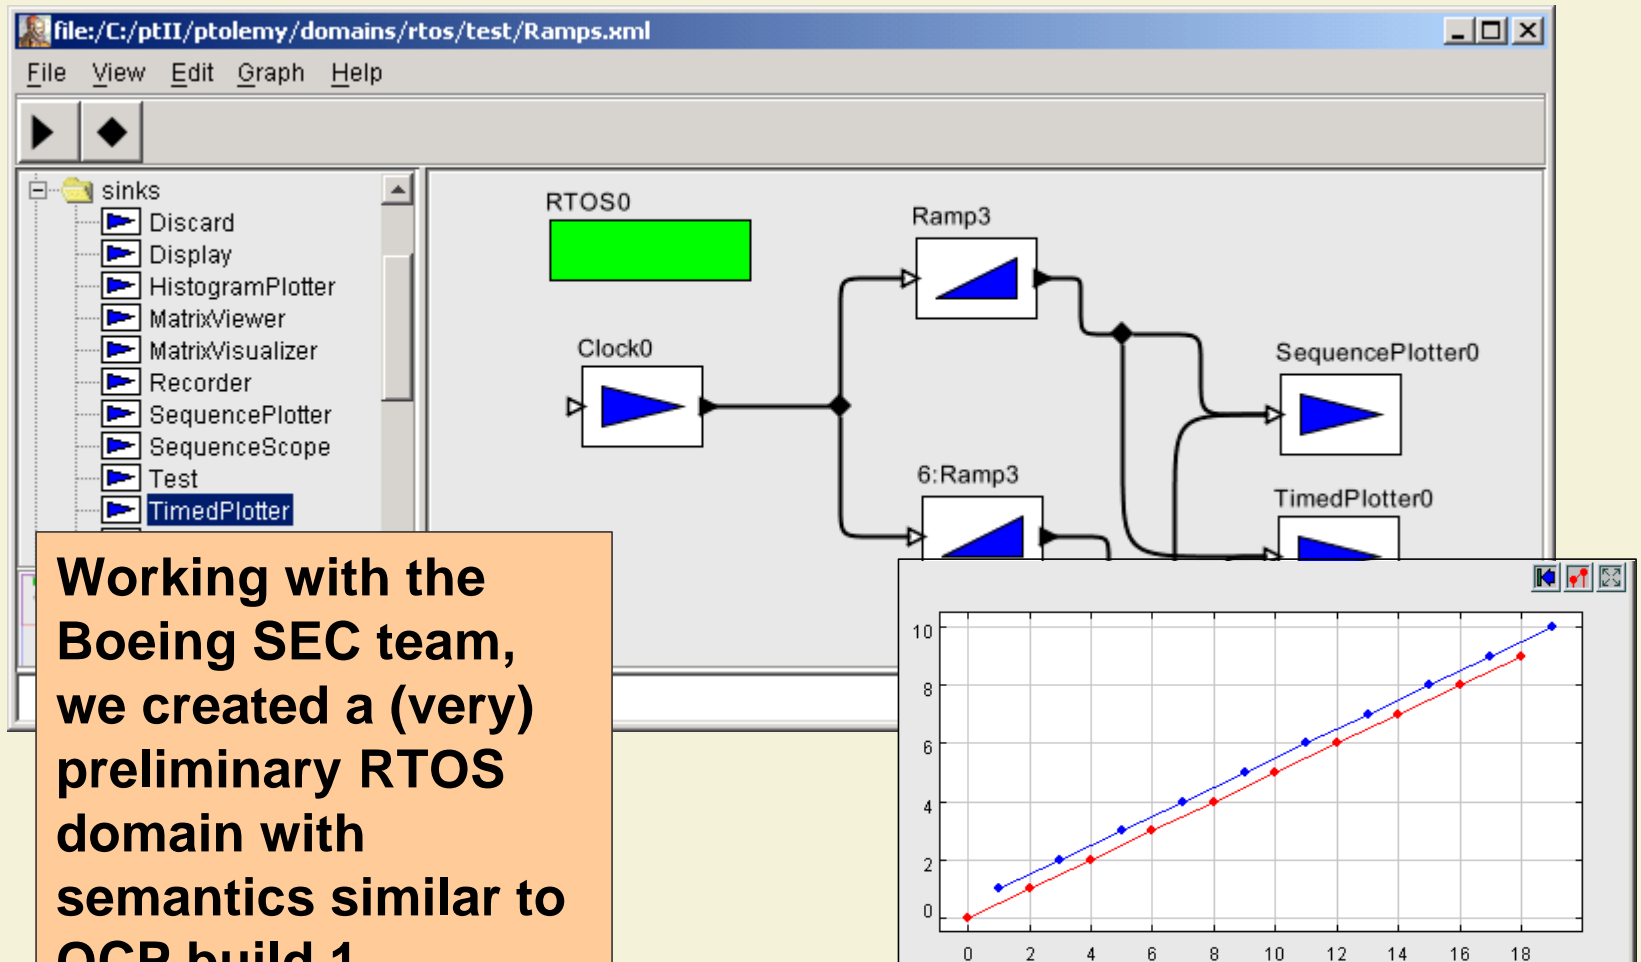 file:/C:/ptII/ptolemy/domains/rtos/test/Ramps.xml
File View Edit Graph Help
sinks
Discard
Display
HistogramPlotter
MatrixViewer
MatrixVisualizer
Recorder
SequencePlotter
SequenceScope
Test
TimedPlotter
RTOS0
Ramp3
Clock0
SequencePlotter0
6:Ramp3
TimedPlotter0
Working with the
Boeing SEC team,
we created a (very)
preliminary RTOS
domain with
semantics similar to
OCP build 1
10
8
6
4
2
0
0 2 4 6 8 10 12 14 16 18